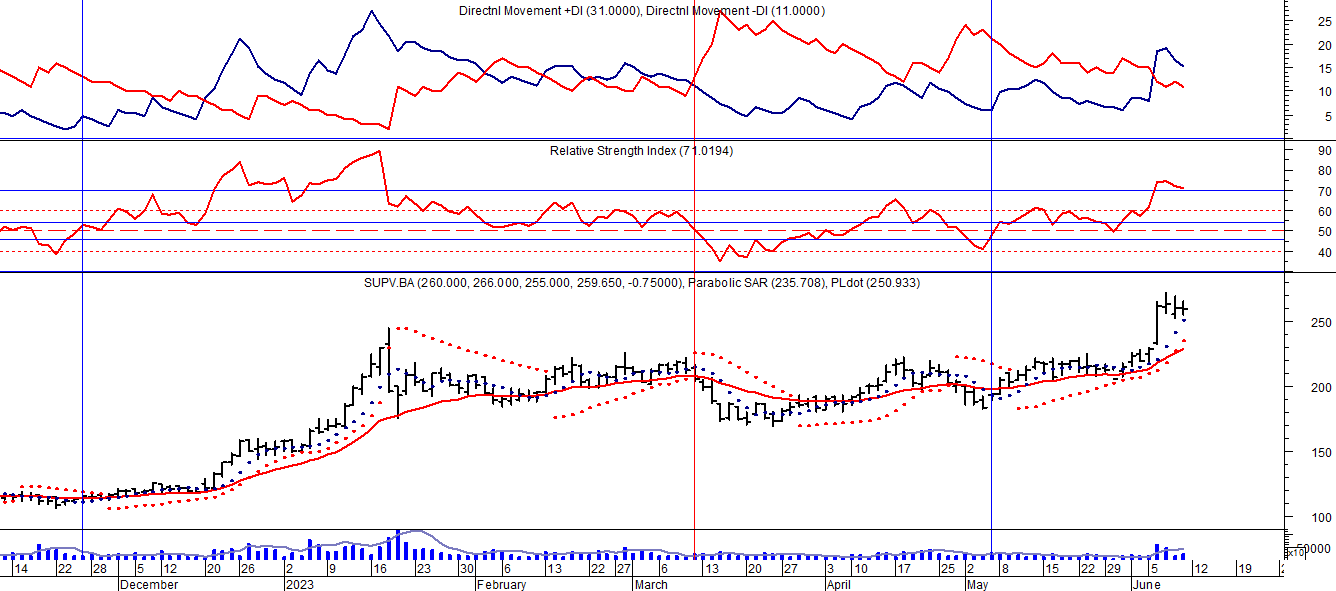 Directnl Movement +DI (31.0000), Directnl Movement -DI (11.0000)
25
20
15
10
5
Relative Strength Index (71.0194)
90
80
70
60
50
40
SUPV.BA (260.000, 266.000, 255.000, 259.650, -0.75000), Parabolic SAR (235.708), PLdot (250.933)
250
200
150
100
50000
x10
14 22 28 5 12 20 26 2 9 16 23 30 6 13 22 27 6 13 20 27 3 10 17 25 2 8 15 22 29 5 12 19
December 2023 February March April May June